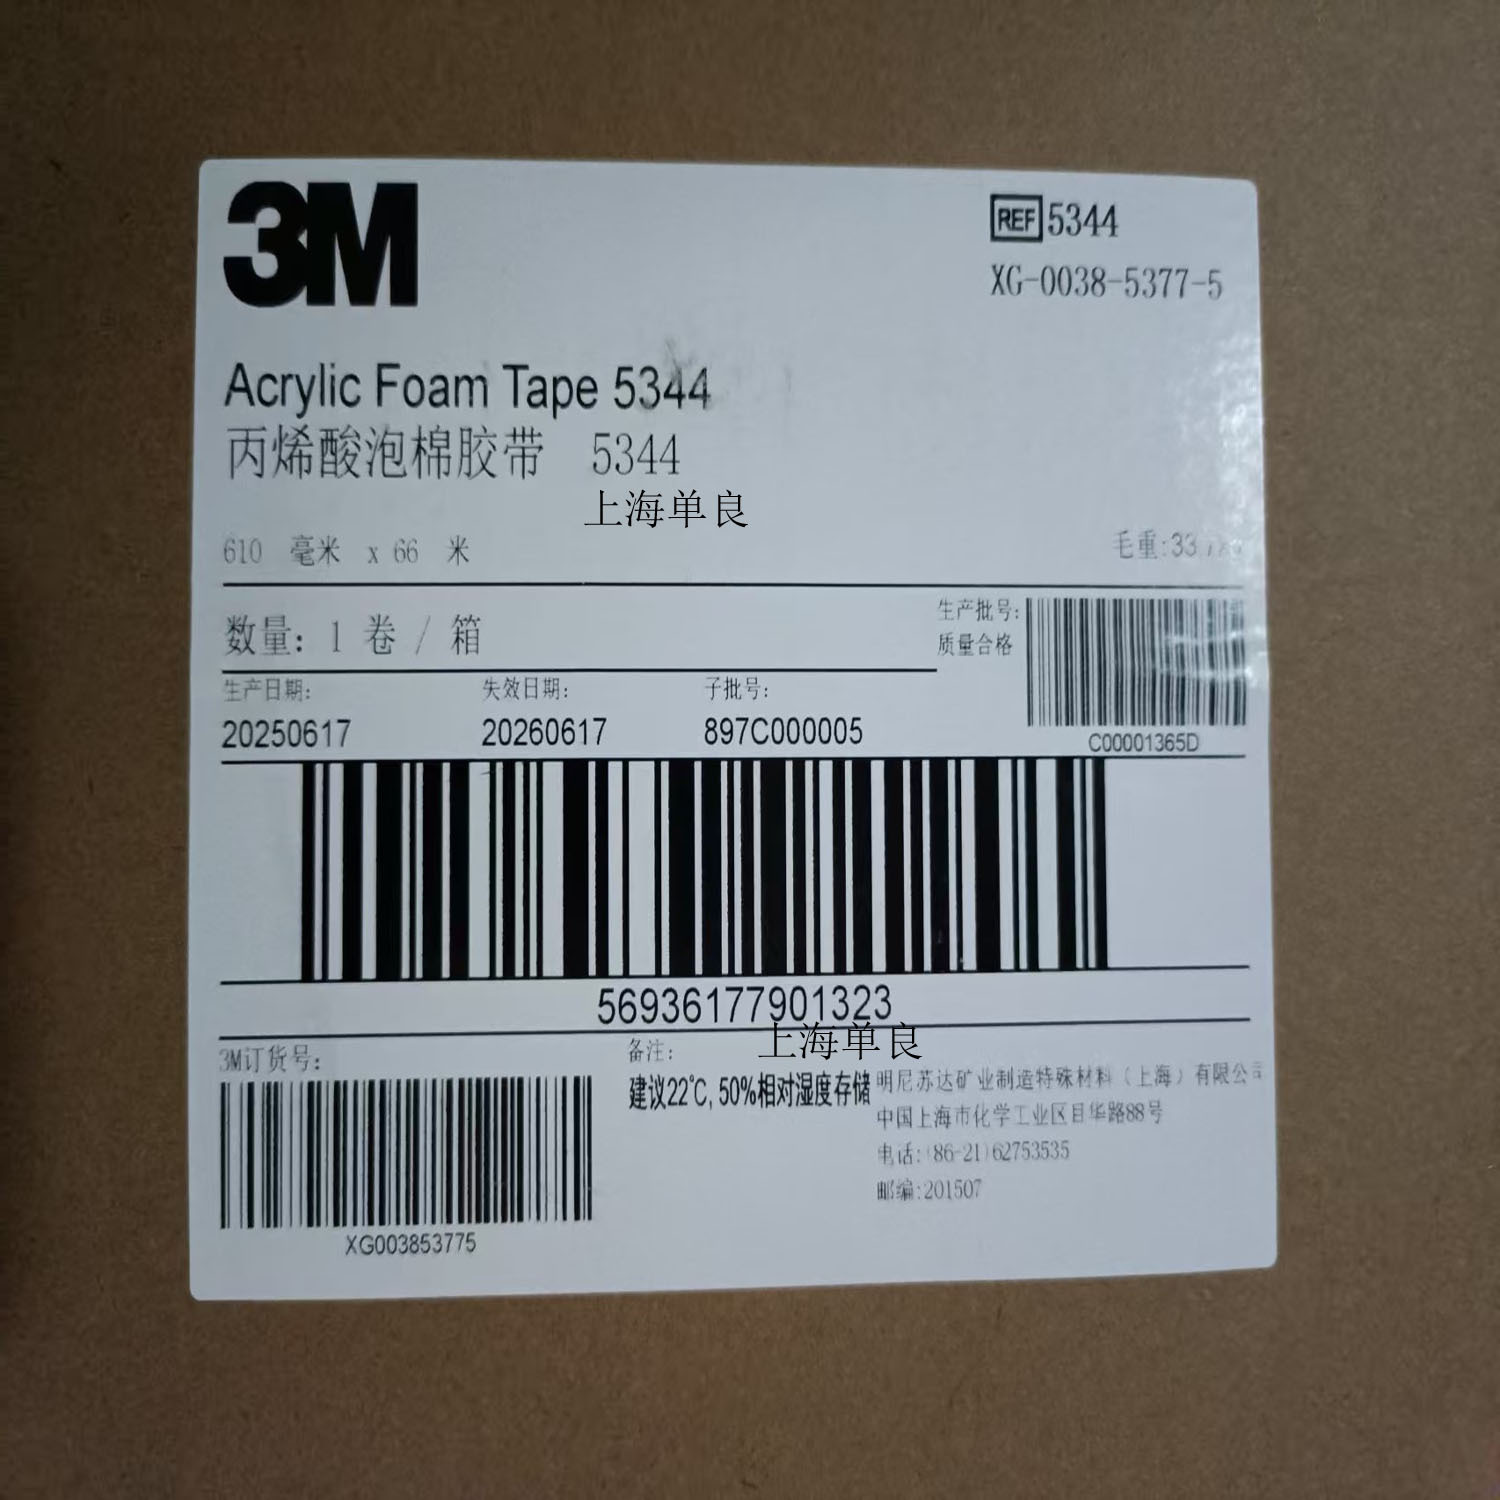 3M
REF 5344
XG-0038-5377-5
Acrylic Foam Tape 5344
丙烯酸泡棉胶带 5344
上海单良
610 毫米 x 66 米
毛重:33
数量: 1 卷 / 箱
生产批号:
质量合格
C00001365D
生产日期: 失效日期: 子批号:
20250617 20260617 897C000005
56936177901323
上海单良
3M订货号:
XG003853775
备注:
建议22℃, 50%相对湿度存储
明尼苏达矿业制造特殊材料（上海）有限公司
中国上海市化学工业区目华路88号
电话:(86-21)62753535
邮编:201507